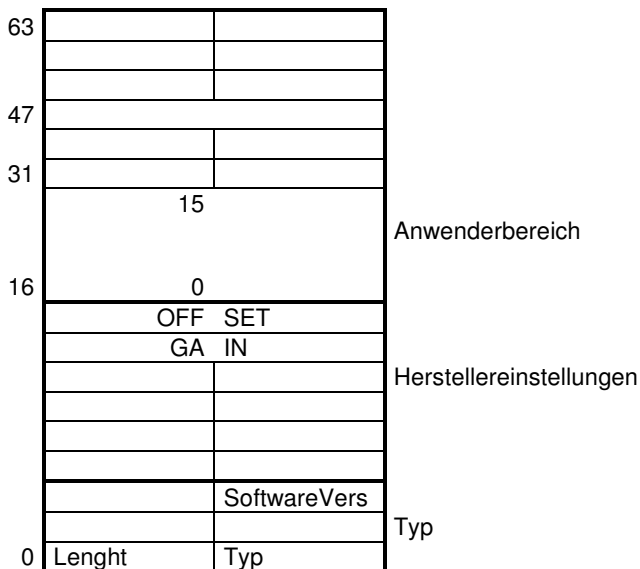 63
47
31
15
Anwenderbereich
16 0
OFF SET
GA IN
Herstellereinstellungen
SoftwareVers
Typ
0 Lenght Typ